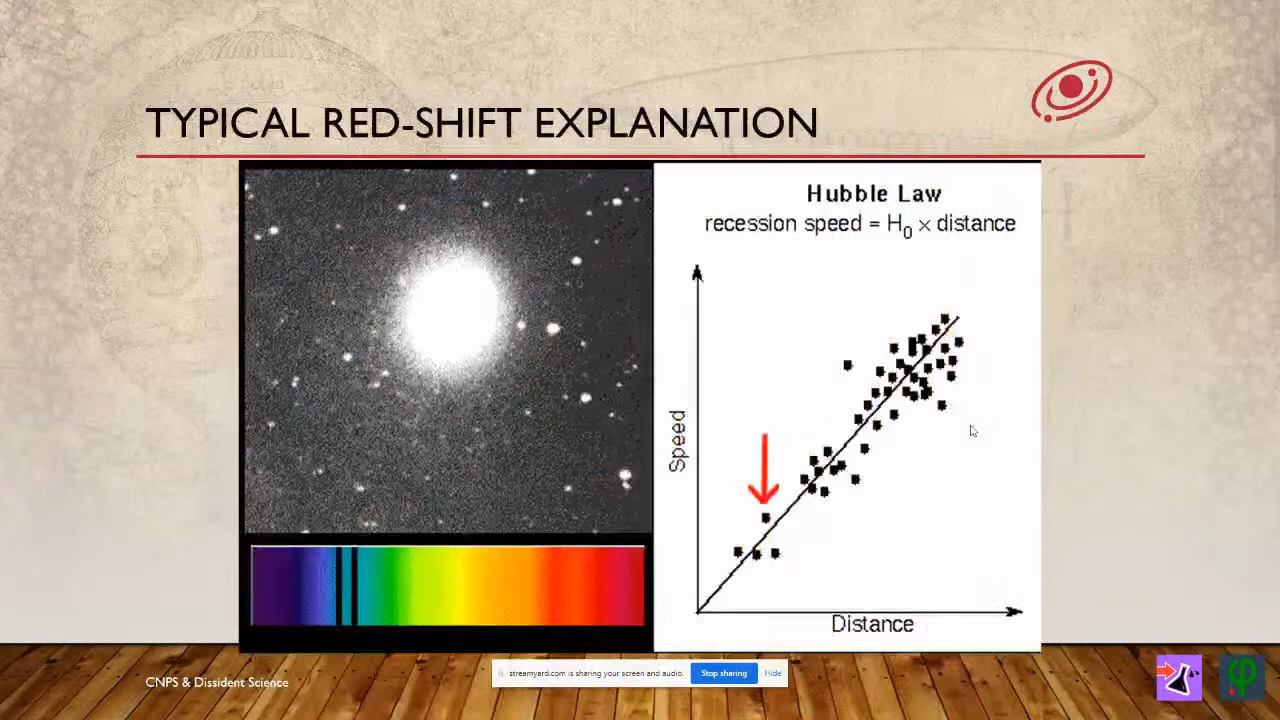 TYPICAL RED-SHIFT EXPLANATION
Hubble Law
recession speed = H₀ × distance
Speed
Distance
streamyard.com is sharing your screen and audio.
Stop sharing
Hide
CNPS & Dissident Science